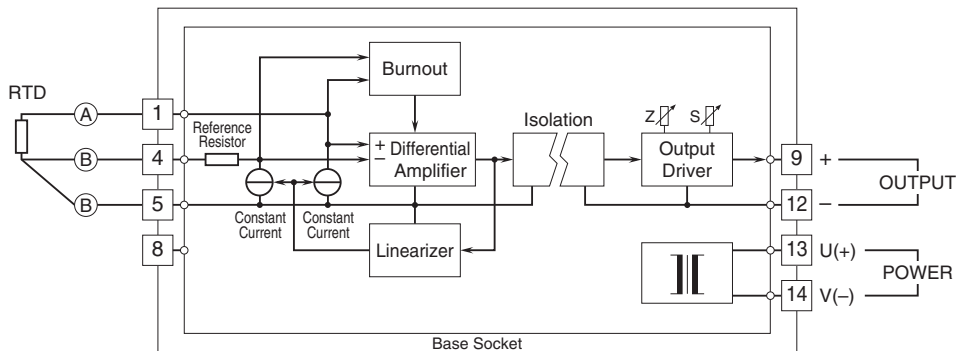 RTD
A
B
B
1
4
5
8
Reference
Resistor
Burnout
+
−
Differential
Amplifier
Constant
Current
Constant
Current
Linearizer
Isolation
Z
S
Output
Driver
9
12
13
14
+
−
OUTPUT
U(+)
V(−)
POWER
Base Socket